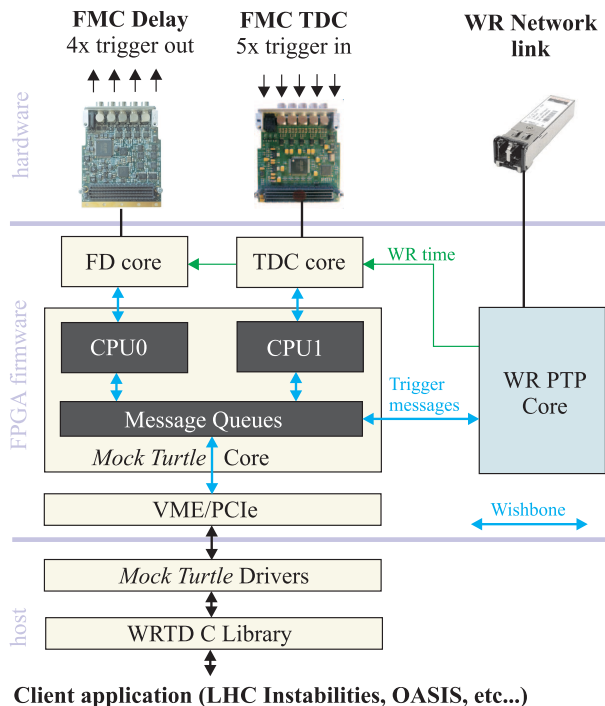 FMC Delay
4x trigger out
FMC TDC
5x trigger in
WR Network
link
hardware
FD core
TDC core
WR time
FPGA firmware
CPU0
CPU1
Message Queues
Mock Turtle Core
Trigger
messages
WR PTP
Core
VME/PCIe
Wishbone
host
Mock Turtle Drivers
WRTD C Library
Client application (LHC Instabilities, OASIS, etc...)